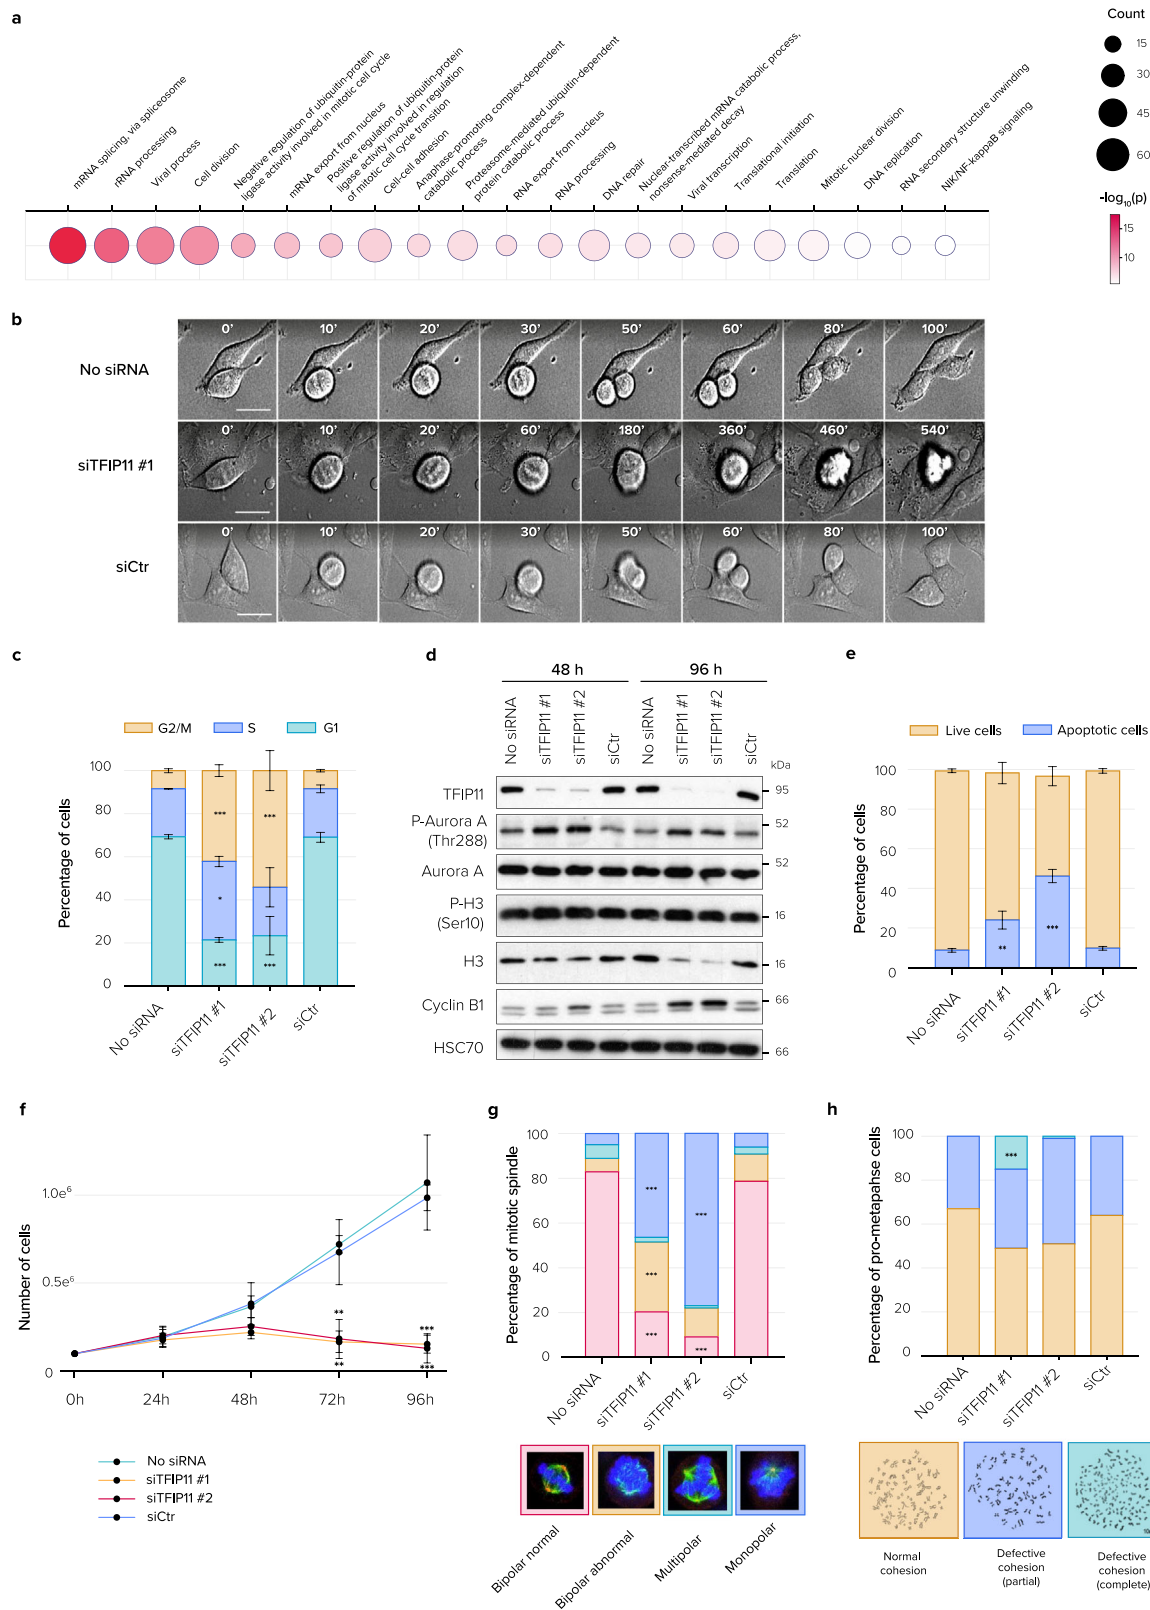 a
mRNA splicing, via spliceosome
rRNA processing
Viral process
Cell division
Negative regulation of ubiquitin-protein
ligase activity involved in mitotic cell cycle
mRNA export from nucleus
Positive regulation of ubiquitin-protein
ligase activity involved in regulation
of mitotic cell cycle transition
Cell-cell adhesion
Anaphase-promoting complex-dependent
catabolic process
Proteasome-mediated ubiquitin-dependent
protein catabolic process
RNA export from nucleus
RNA processing
DNA repair
Nuclear-transcribed mRNA catabolic process,
nonsense-mediated decay
Viral transcription
Translational initiation
Translation
Mitotic nuclear division
DNA replication
RNA secondary structure unwinding
NIK/NF-kappaB signaling
Count
15
30
45
60
-log10(p)
15
10
b
No siRNA
0' 10' 20' 30' 50' 60' 80' 100'
siTFIP11 #1
0' 10' 20' 60' 180' 360' 460' 540'
siCtr
0' 10' 20' 30' 50' 60' 80' 100'
c
G2/M S G1
Percentage of cells
100
80
60
40
20
0
***
***
*
***
***
No siRNA
siTFIP11 #1
siTFIP11 #2
siCtr
d
48 h 96 h
No siRNA
siTFIP11 #1
siTFIP11 #2
siCtr
No siRNA
siTFIP11 #1
siTFIP11 #2
siCtr
kDa
TFIP11 95
P-Aurora A
(Thr288)
52
Aurora A 52
P-H3
(Ser10)
16
H3 16
Cyclin B1 66
HSC70 66
e
Live cells Apoptotic cells
Percentage of cells
100
80
60
40
20
0
**
***
No siRNA
siTFIP11 #1
siTFIP11 #2
siCtr
f
Number of cells
1.0e6
0.5e6
0
**
**
***
***
0h 24h 48h 72h 96h
No siRNA
siTFIP11 #1
siTFIP11 #2
siCtr
g
Percentage of mitotic spindle
100
80
60
40
20
0
***
***
***
***
***
No siRNA
siTFIP11 #1
siTFIP11 #2
siCtr
Bipolar normal
Bipolar abnormal
Multipolar
Monopolar
h
Percentage of pro-metapahse cells
100
80
60
40
20
0
***
No siRNA
siTFIP11 #1
siTFIP11 #2
siCtr
Normal
cohesion
Defective
cohesion
(partial)
Defective
cohesion
(complete)